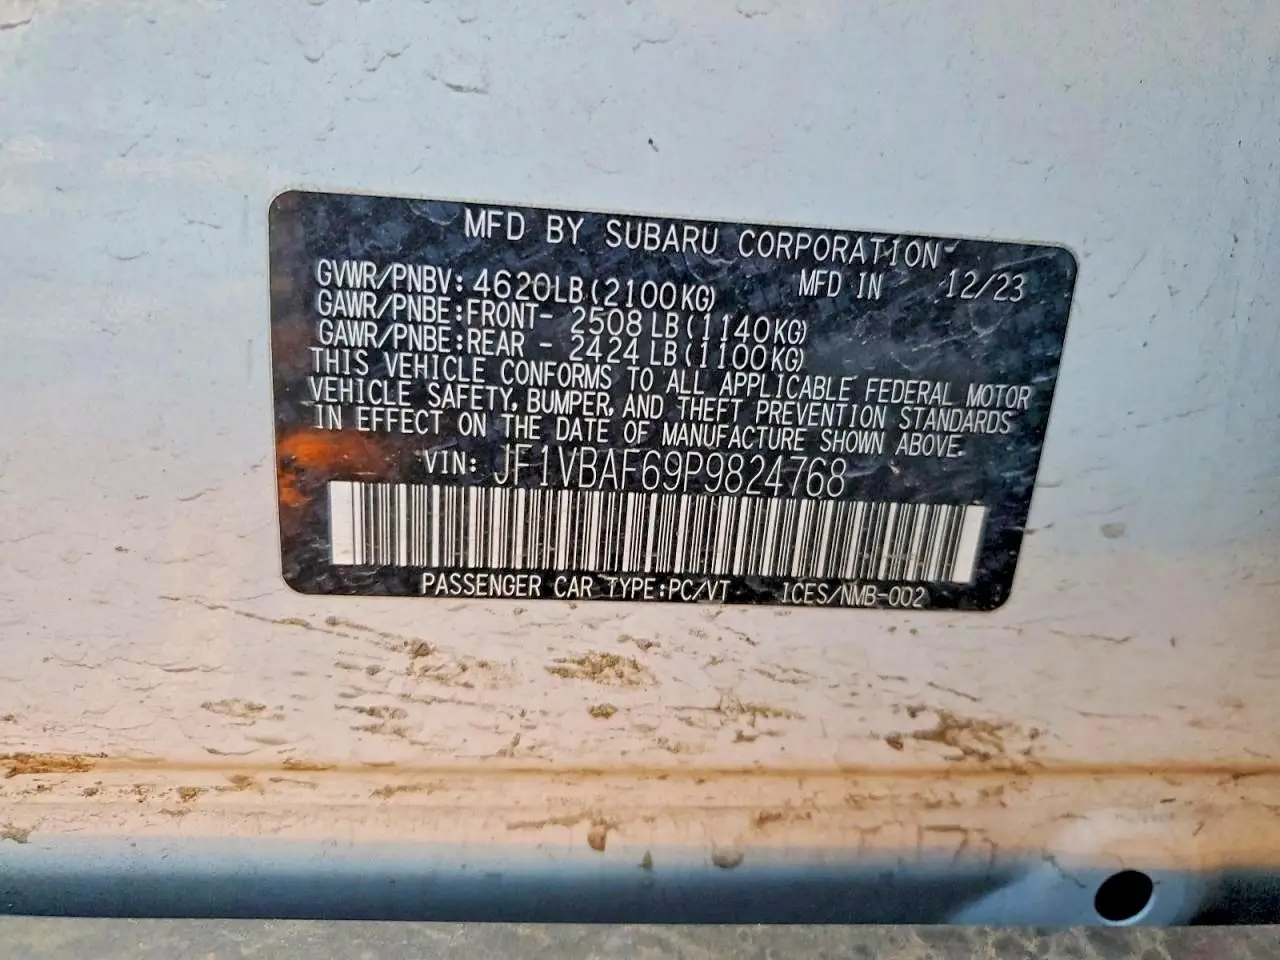 MFD BY SUBARU CORPORATION
GVWR/PNBV: 4620LB(2100KG) MFD IN 12/23
GAWR/PNBE:FRONT- 2508 LB(1140KG)
GAWR/PNBE:REAR - 2424 LB(1100KG)
THIS VEHICLE CONFORMS TO ALL APPLICABLE FEDERAL MOTOR
VEHICLE SAFETY, BUMPER, AND THEFT PREVENTION STANDARDS
IN EFFECT ON THE DATE OF MANUFACTURE SHOWN ABOVE.
VIN: JF1VBAF69P9824768
PASSENGER CAR TYPE:PC/VT ICES/NMB-002